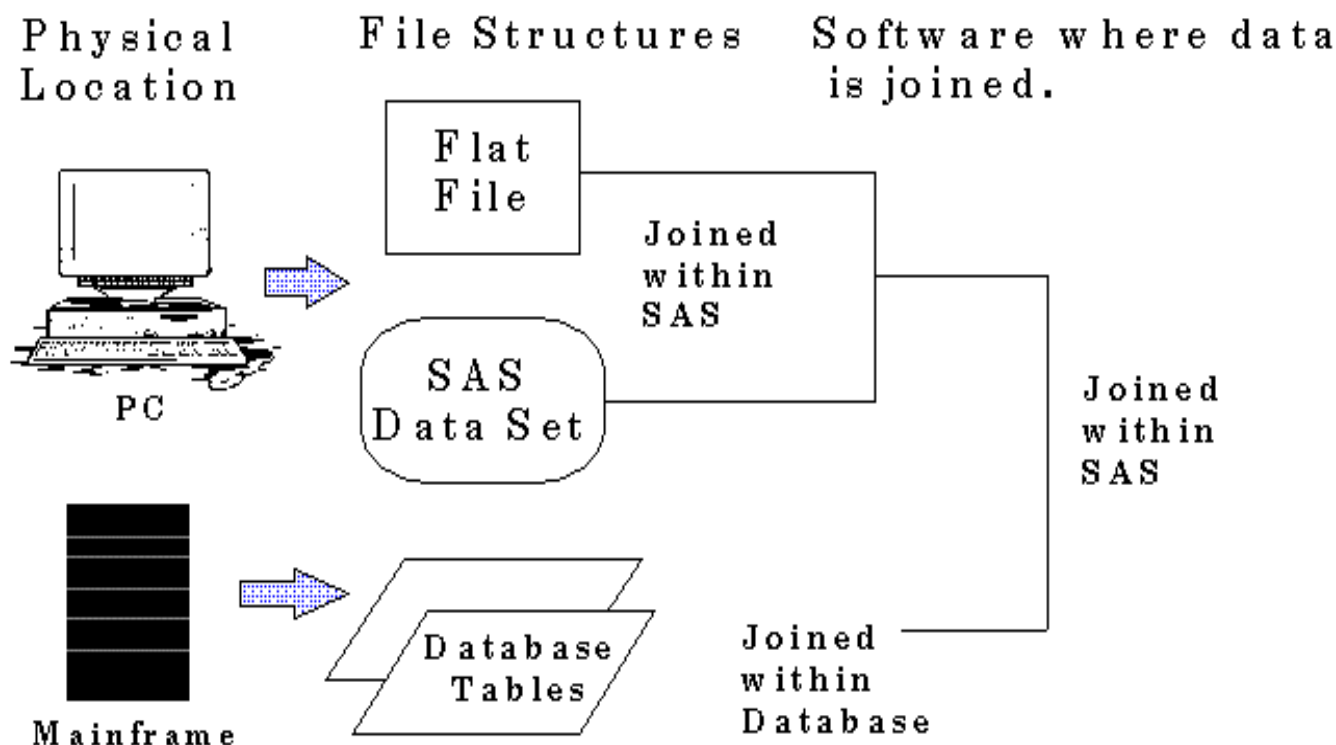 Physical
Location
File Structures
Software where data
is joined.
Flat
File
Joined
within
SAS
PC
SAS
Data Set
Joined
within
SAS
Mainframe
Database
Tables
Joined
within
Database